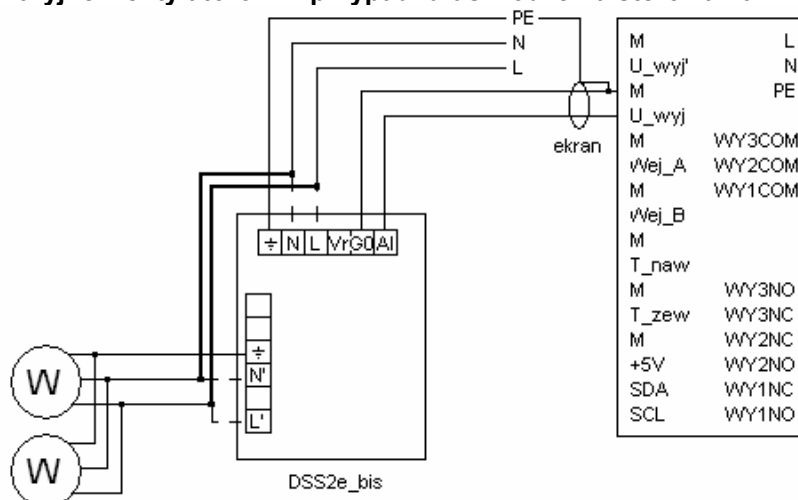 PE
N
L
ekran
M L
U_wyj' N
M PE
U_wyj
M WY3COM
Wej_A WY2COM
M WY1COM
Wej_B
M
T_naw
M WY3NO
T_zew WY3NC
M WY2NC
+5V WY2NO
SDA WY1NC
SCL WY1NO
N L Vr G0 AI
N'
L'
W
W
DSS2e_bis